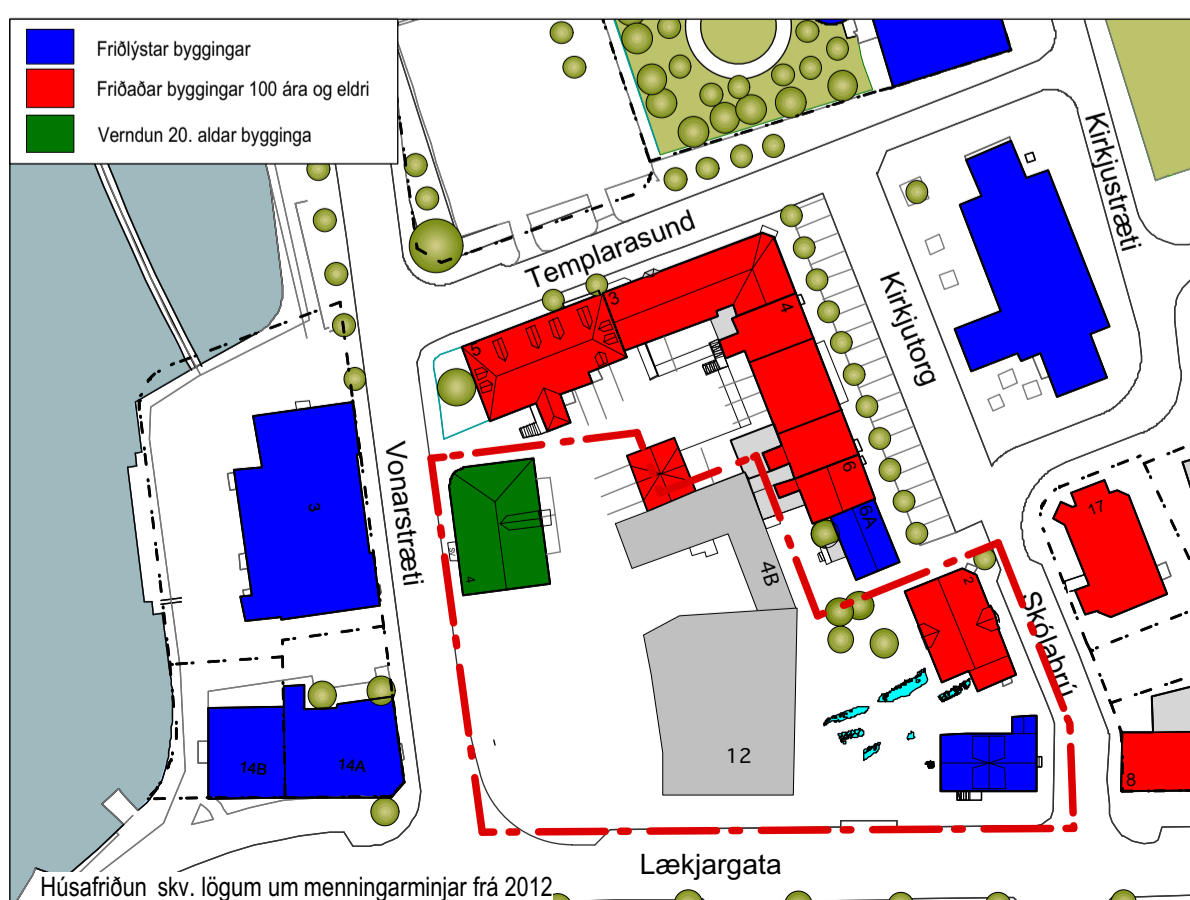 Friðlýstar byggingar
Friðaðar byggingar 100 ára og eldri
Verndun 20. aldar bygginga
Kirkjustræti
Templarasund
Kirkjutorg
3
4
5
Vonarstræti
3
6
6A
17
4
4B
2
Skólabrú
12
14B
14A
8
Lækjargata
Húsafriðun skv. lögum um menningarminjar frá 2012